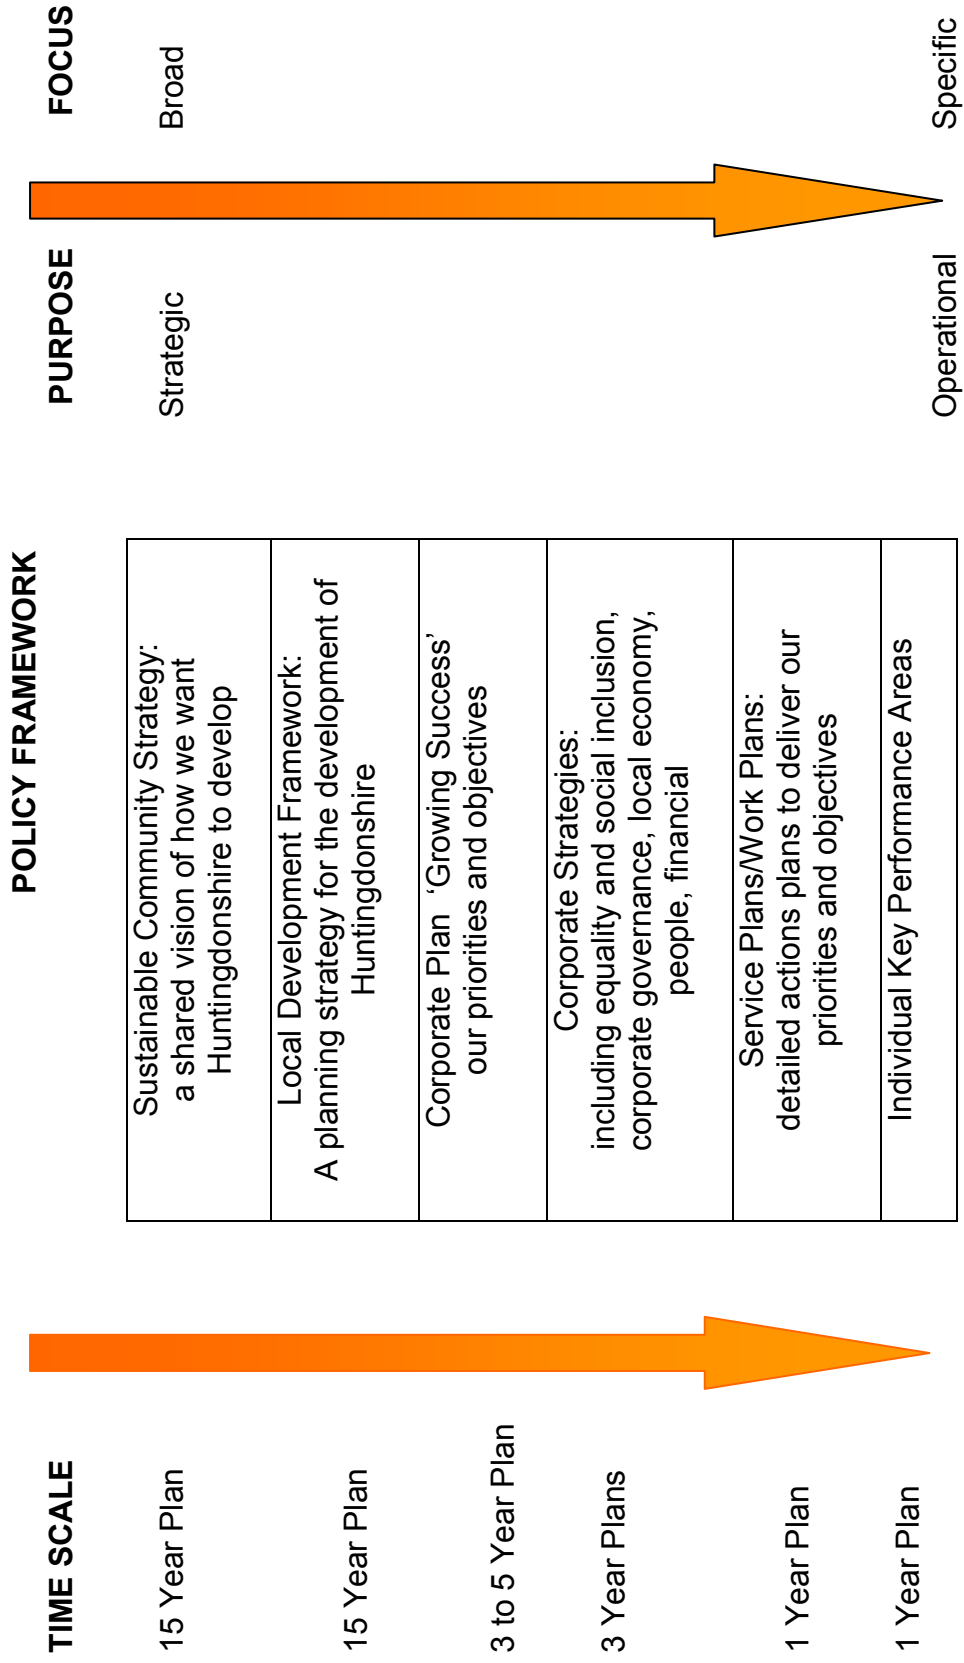 POLICY FRAMEWORK
TIME SCALE
PURPOSE
FOCUS
15 Year Plan
Sustainable Community Strategy:
a shared vision of how we want
Huntingdonshire to develop
Strategic
Broad
15 Year Plan
Local Development Framework:
A planning strategy for the development of
Huntingdonshire
3 to 5 Year Plan
Corporate Plan ‘Growing Success’
our priorities and objectives
3 Year Plans
Corporate Strategies:
including equality and social inclusion,
corporate governance, local economy,
people, financial
1 Year Plan
Service Plans/Work Plans:
detailed actions plans to deliver our
priorities and objectives
1 Year Plan
Individual Key Performance Areas
Operational
Specific